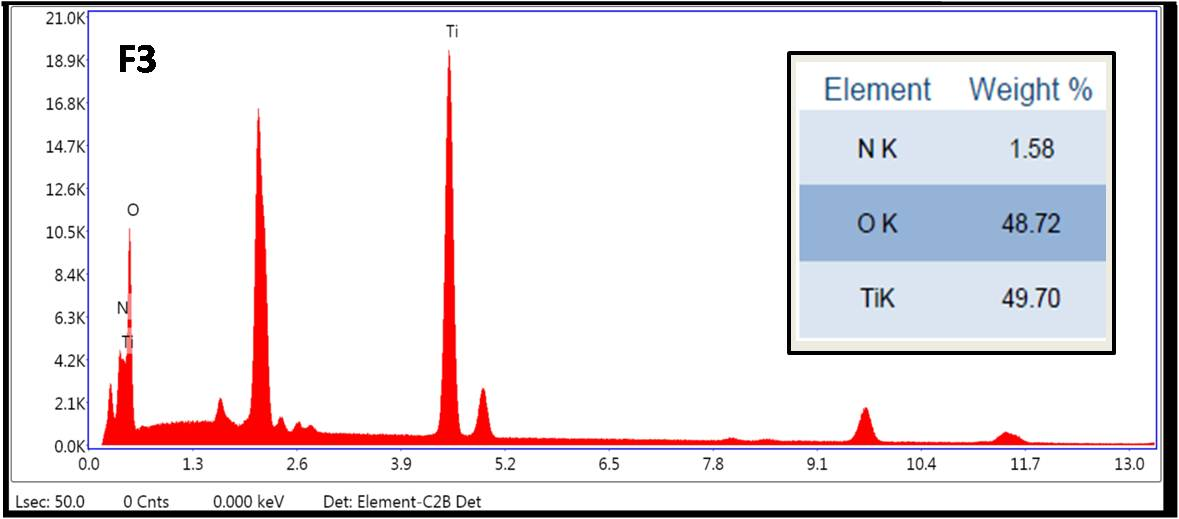 F3
Ti
O
N
Ti
21.0K
18.9K
16.8K
14.7K
12.6K
10.5K
8.4K
6.3K
4.2K
2.1K
0.0K
0.0 1.3 2.6 3.9 5.2 6.5 7.8 9.1 10.4 11.7 13.0
Element Weight %
N K 1.58
O K 48.72
TiK 49.70
Lsec: 50.0 0 Cnts 0.000 keV Det: Element-C2B Det